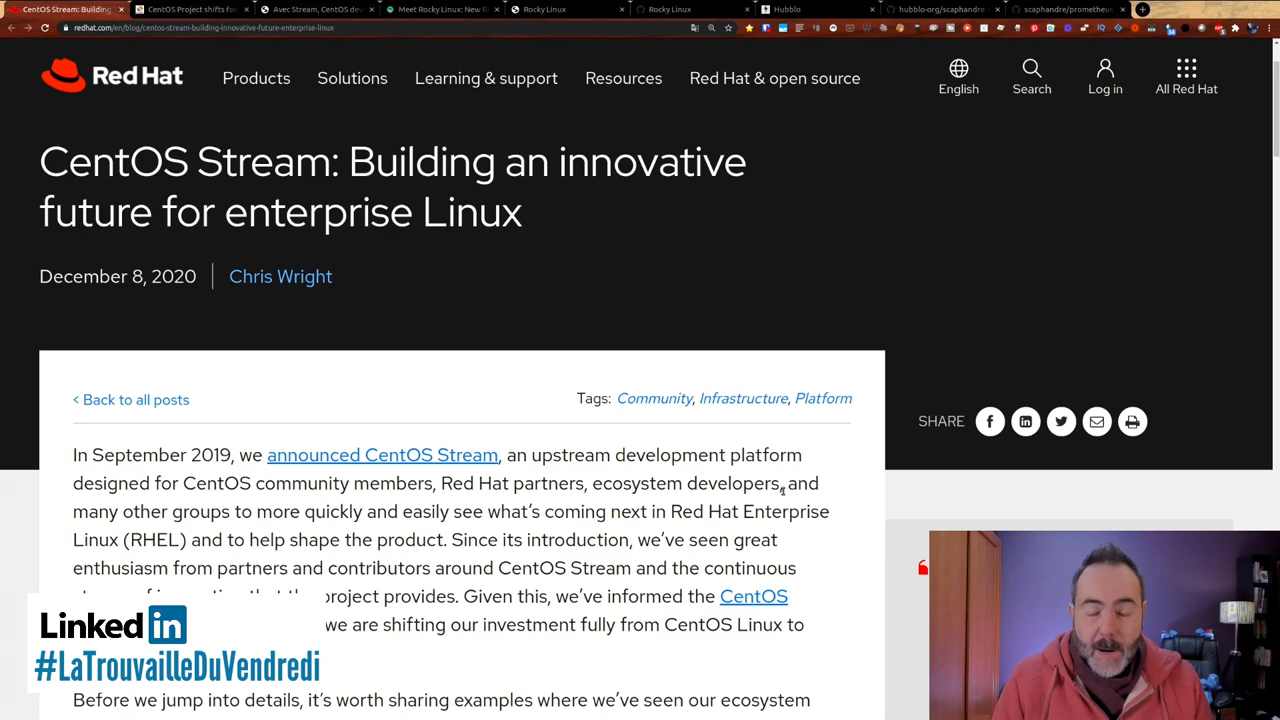 CentOS Stream: Building
CentOS Project shifts foc
Avec Stream, CentOS dev
Meet Rocky Linux: New R
Rocky Linux
Rocky Linux
Hubblo
hubblo-org/scaphandre:
scaphandre/prometheus
redhat.com/en/blog/centos-stream-building-innovative-future-enterprise-linux
Red Hat
Products
Solutions
Learning & support
Resources
Red Hat & open source
English
Search
Log in
All Red Hat
CentOS Stream: Building an innovative
future for enterprise Linux
December 8, 2020
Chris Wright
< Back to all posts
Tags: Community, Infrastructure, Platform
SHARE
In September 2019, we announced CentOS Stream, an upstream development platform
designed for CentOS community members, Red Hat partners, ecosystem developers, and
many other groups to more quickly and easily see what's coming next in Red Hat Enterprise
Linux (RHEL) and to help shape the product. Since its introduction, we've seen great
enthusiasm from partners and contributors around CentOS Stream and the continuous
project provides. Given this, we've informed the CentOS
we are shifting our investment fully from CentOS Linux to
Before we jump into details, it's worth sharing examples where we've seen our ecosystem
Linked in
#LaTrouvailleDuVendredi